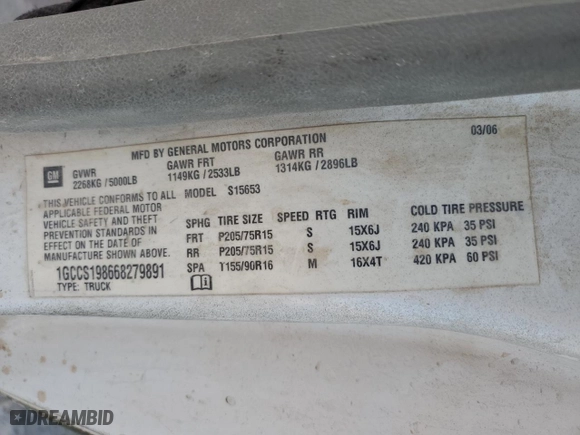 MFD BY GENERAL MOTORS CORPORATION 03/06
GM GVWR GAWR FRT GAWR RR
2268KG / 5000LB 1149KG / 2533LB 1314KG / 2896LB
THIS VEHICLE CONFORMS TO ALL MODEL S15653
APPLICABLE FEDERAL MOTOR
VEHICLE SAFETY AND THEFT
PREVENTION STANDARDS IN
EFFECT ON THE DATE OF
MANUFACTURE SHOWN ABOVE.
SPHG TIRE SIZE SPEED RTG RIM COLD TIRE PRESSURE
FRT P205/75R15 S 15X6J 240 KPA 35 PSI
RR P205/75R15 S 15X6J 240 KPA 35 PSI
SPA T155/90R16 M 16X4T 420 KPA 60 PSI
1GCCS198668279891
TYPE: TRUCK
DREAMBID